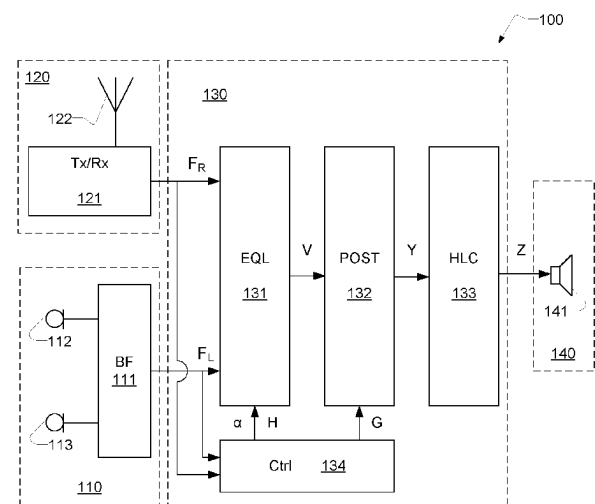 100
120
122
Tx/Rx
121
130
F_R
EQL
131
V
POST
132
Y
HLC
133
Z
141
140
112
BF
111
113
110
F_L
α H
G
Ctrl 134